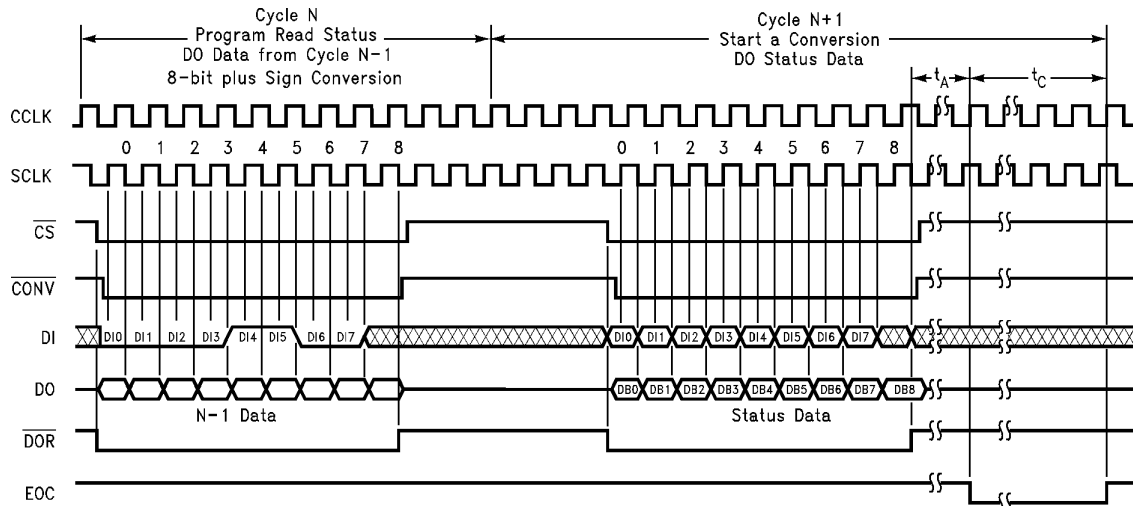 Cycle N
Program Read Status
DO Data from Cycle N-1
8-bit plus Sign Conversion
Cycle N+1
Start a Conversion
DO Status Data
tA
tC
CCLK
0 1 2 3 4 5 6 7 8
0 1 2 3 4 5 6 7 8
SCLK
CS
CONV
DI
DI0 DI1 DI2 DI3 DI4 DI5 DI6 DI7
DI0 DI1 DI2 DI3 DI4 DI5 DI6 DI7
DO
DB0 DB1 DB2 DB3 DB4 DB5 DB6 DB7 DB8
N-1 Data
Status Data
DOR
EOC